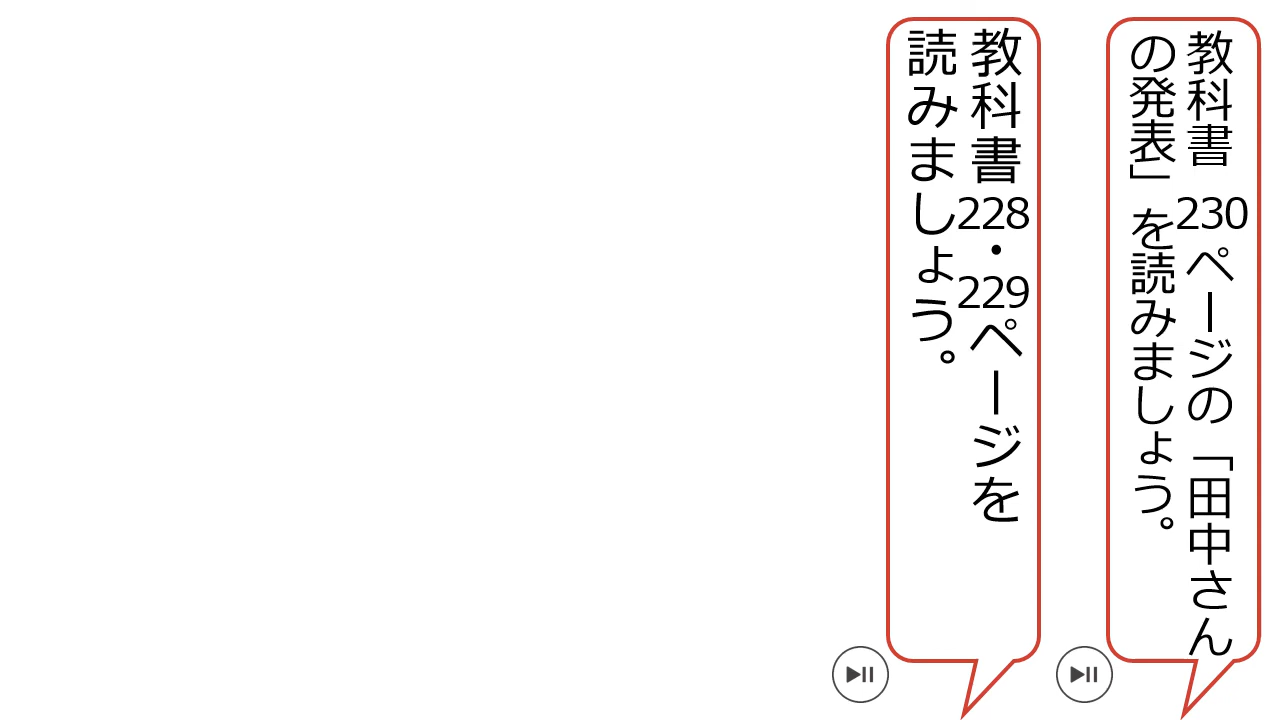 教科書230ページの「田中さん
の発表」を読みましょう。
教科書228・229ページを
読みましょう。